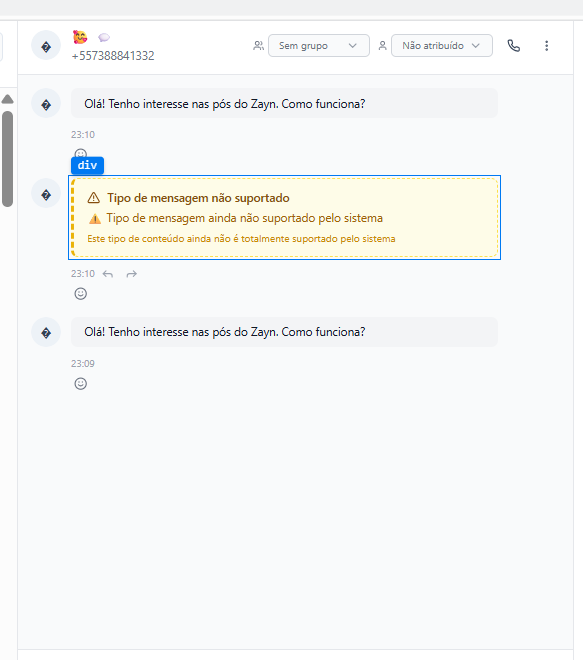 +557388841332
Sem grupo
Não atribuído
Olá! Tenho interesse nas pós do Zayn. Como funciona?
23:10
div
Tipo de mensagem não suportado
⚠️ Tipo de mensagem ainda não suportado pelo sistema
Este tipo de conteúdo ainda não é totalmente suportado pelo sistema
23:10
Olá! Tenho interesse nas pós do Zayn. Como funciona?
23:09